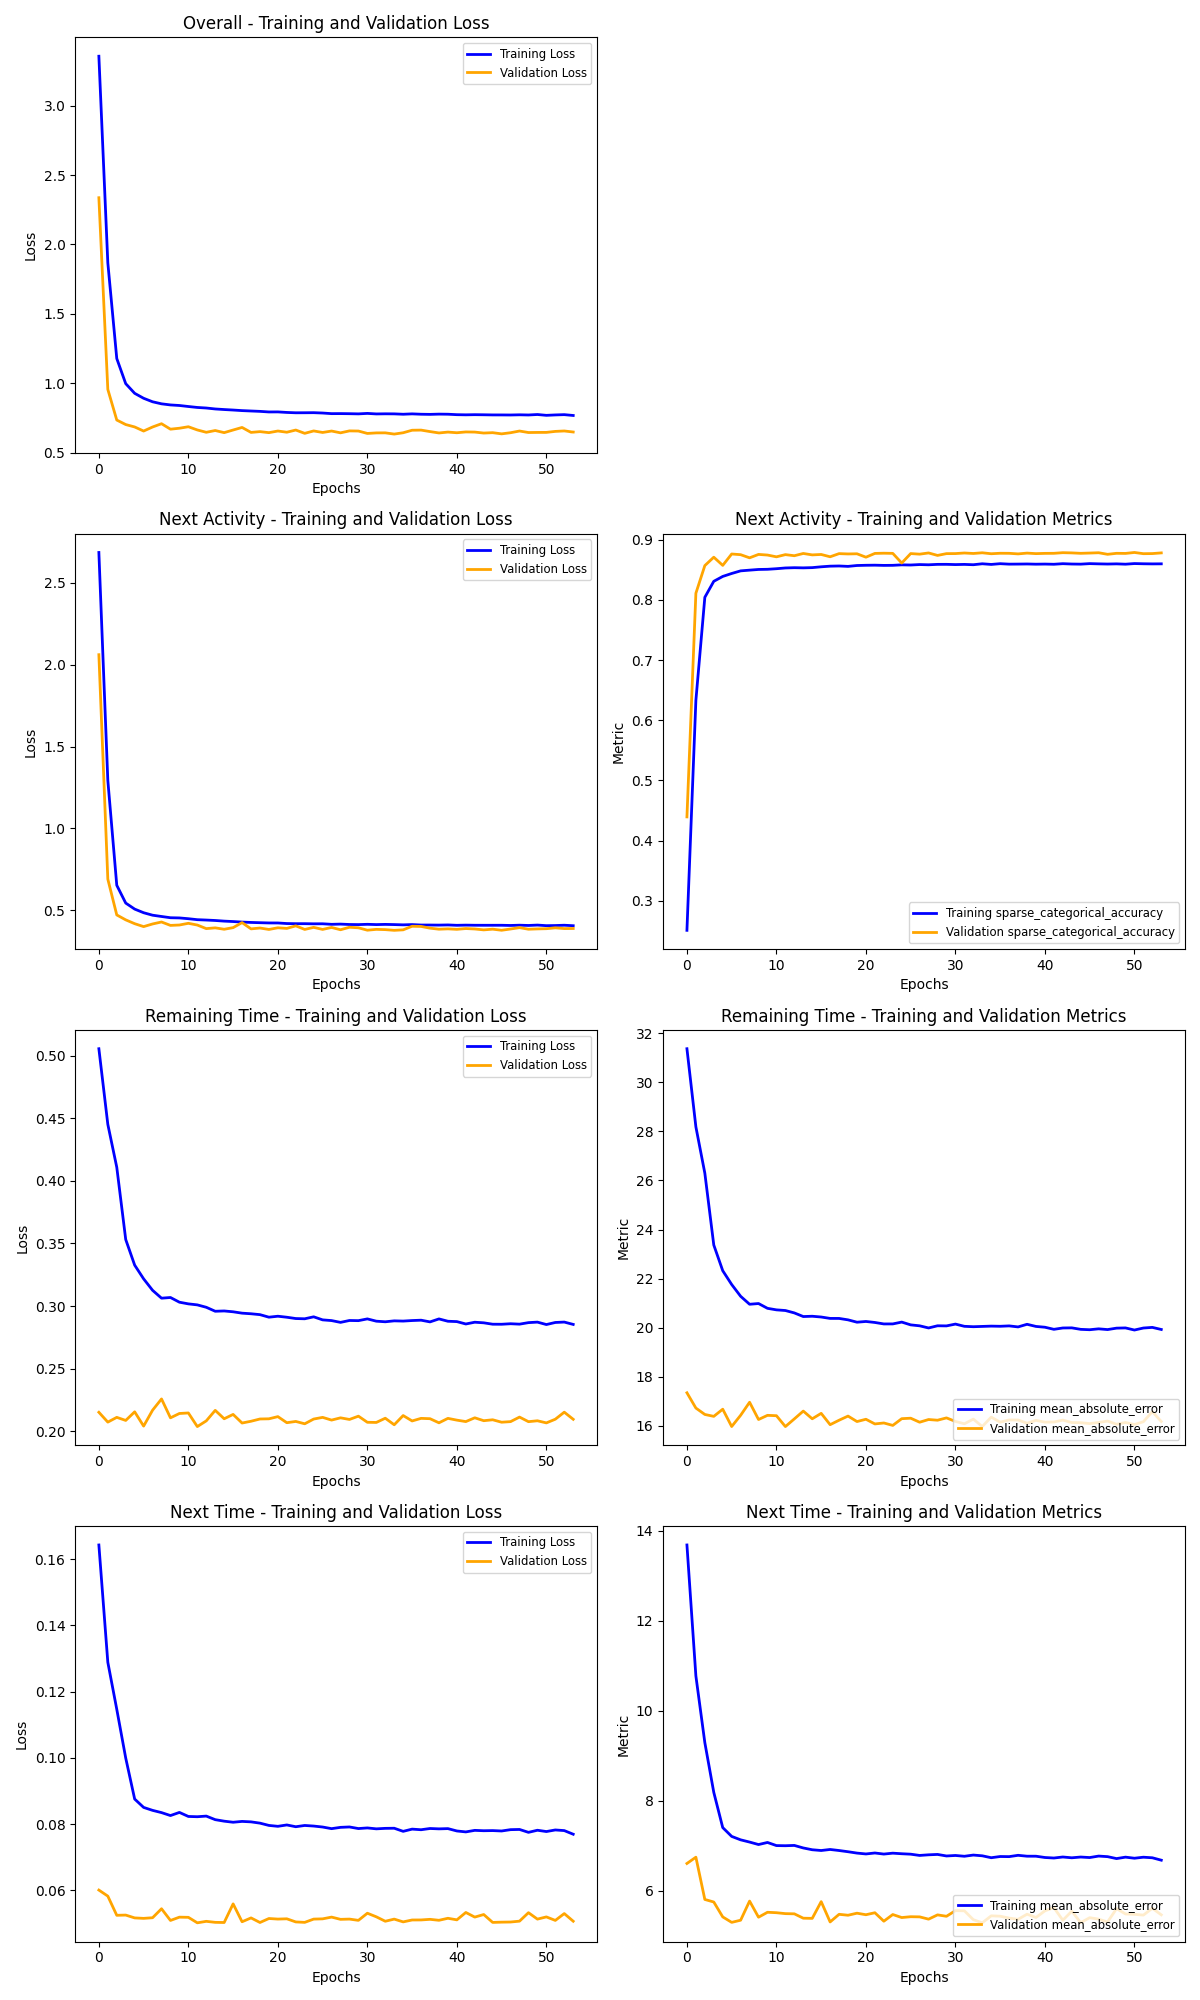 Overall - Training and Validation Loss
Training Loss
Validation Loss
3.0
2.5
2.0
1.5
1.0
0.5
Loss
0 10 20 30 40 50
Epochs
Next Activity - Training and Validation Loss
Training Loss
Validation Loss
2.5
2.0
1.5
1.0
0.5
Loss
0 10 20 30 40 50
Epochs
Next Activity - Training and Validation Metrics
0.9
0.8
0.7
0.6
0.5
0.4
0.3
Metric
Training sparse_categorical_accuracy
Validation sparse_categorical_accuracy
0 10 20 30 40 50
Epochs
Remaining Time - Training and Validation Loss
Training Loss
Validation Loss
0.50
0.45
0.40
0.35
0.30
0.25
0.20
Loss
0 10 20 30 40 50
Epochs
Remaining Time - Training and Validation Metrics
32
30
28
26
24
22
20
18
16
Metric
Training mean_absolute_error
Validation mean_absolute_error
0 10 20 30 40 50
Epochs
Next Time - Training and Validation Loss
Training Loss
Validation Loss
0.16
0.14
0.12
0.10
0.08
0.06
Loss
0 10 20 30 40 50
Epochs
Next Time - Training and Validation Metrics
14
12
10
8
6
Metric
Training mean_absolute_error
Validation mean_absolute_error
0 10 20 30 40 50
Epochs